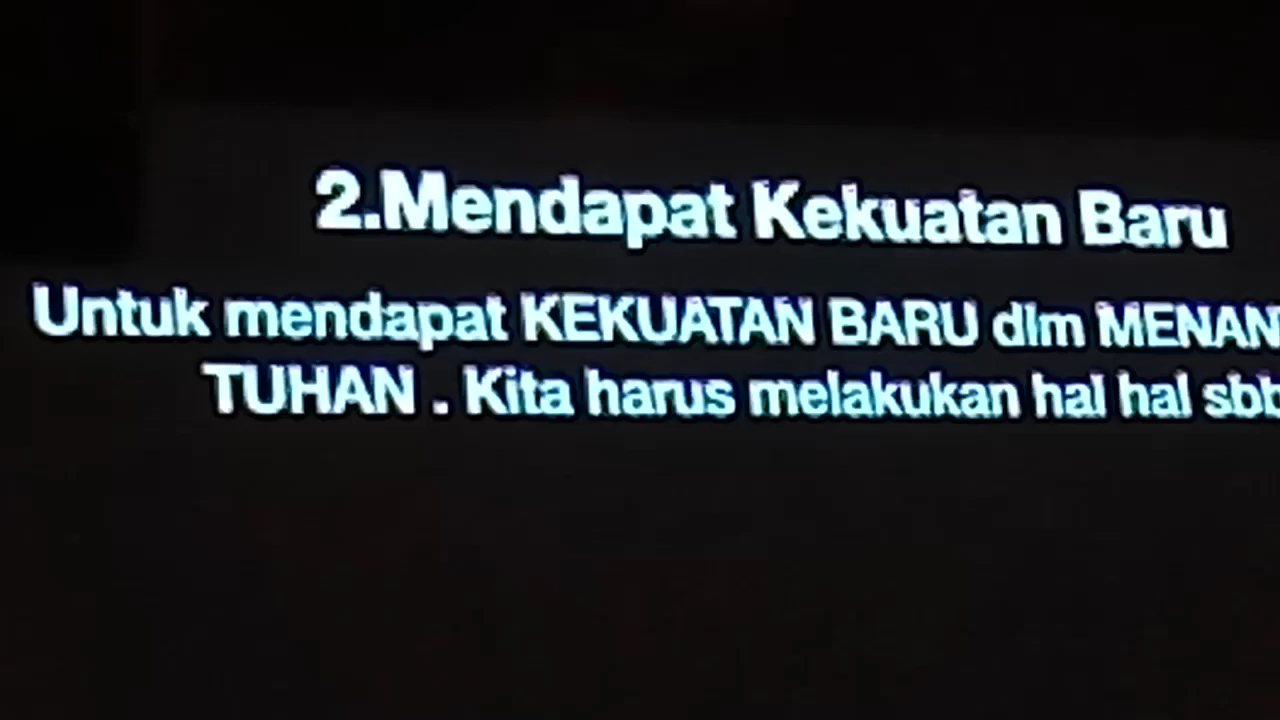 2.Mendapat Kekuatan Baru
Untuk mendapat KEKUATAN BARU dlm
TUHAN . Kita harus melakukan hal hal